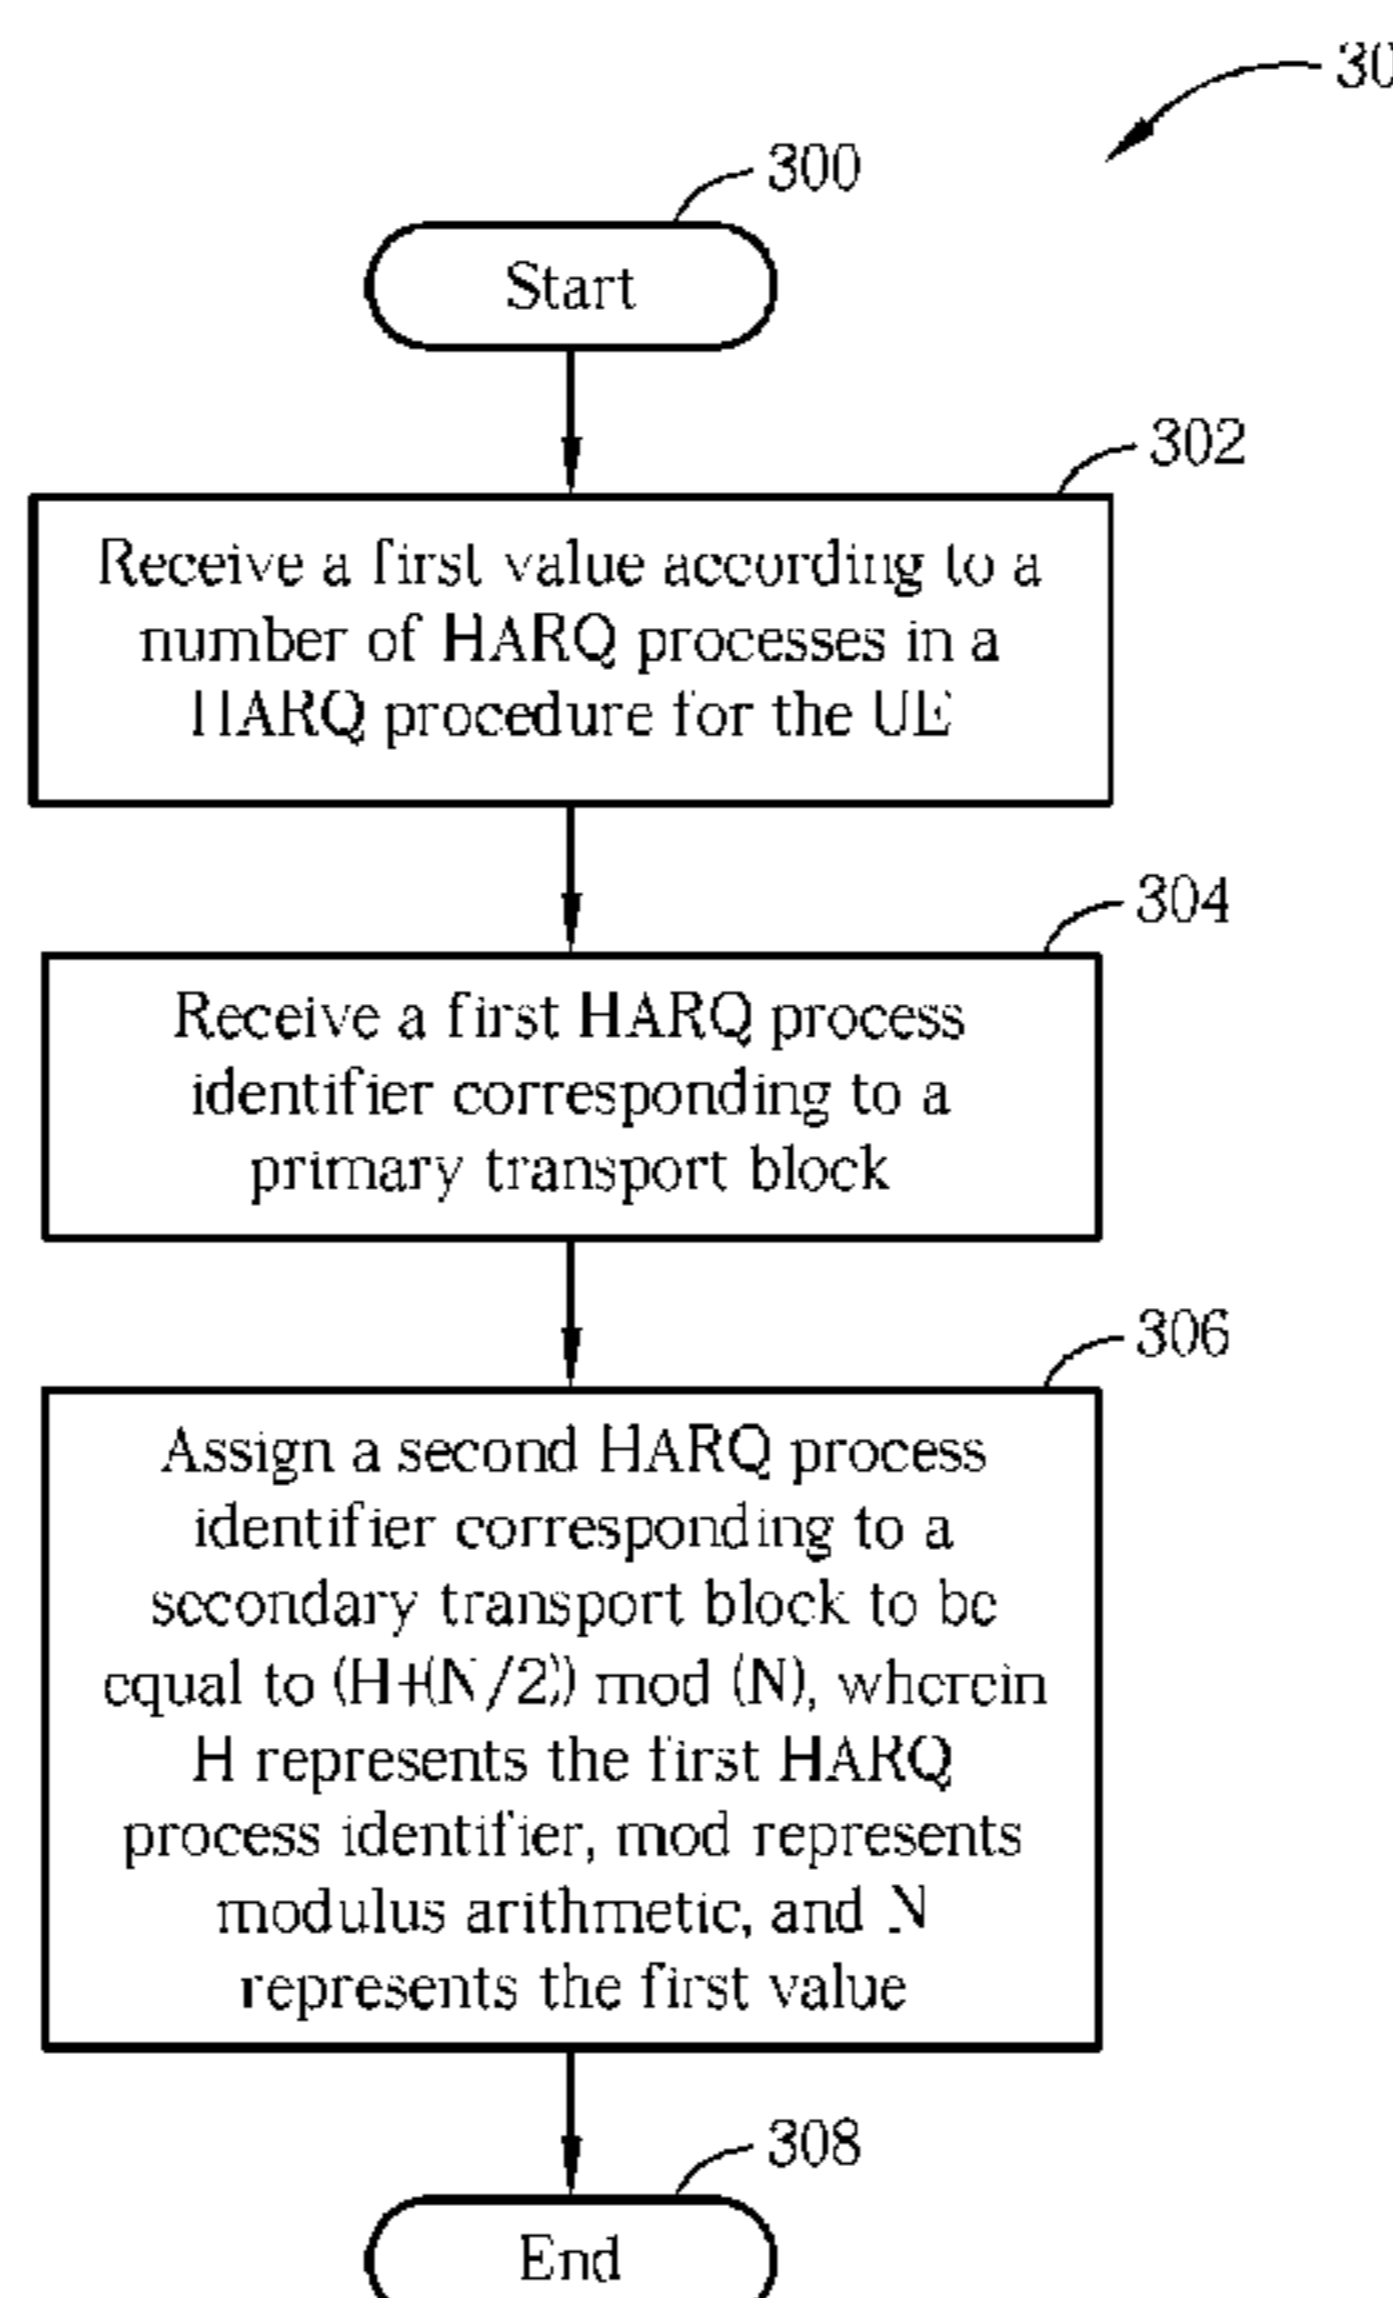 30
300
Start
302
Receive a first value according to a
number of HARQ processes in a
HARQ procedure for the UE
304
Receive a first HARQ process
identifier corresponding to a
primary transport block
306
Assign a second HARQ process
identifier corresponding to a
secondary transport block to be
equal to (H+(N/2)) mod (N), wherein
H represents the first HARQ
process identifier, mod represents
modulus arithmetic, and N
represents the first value
308
End